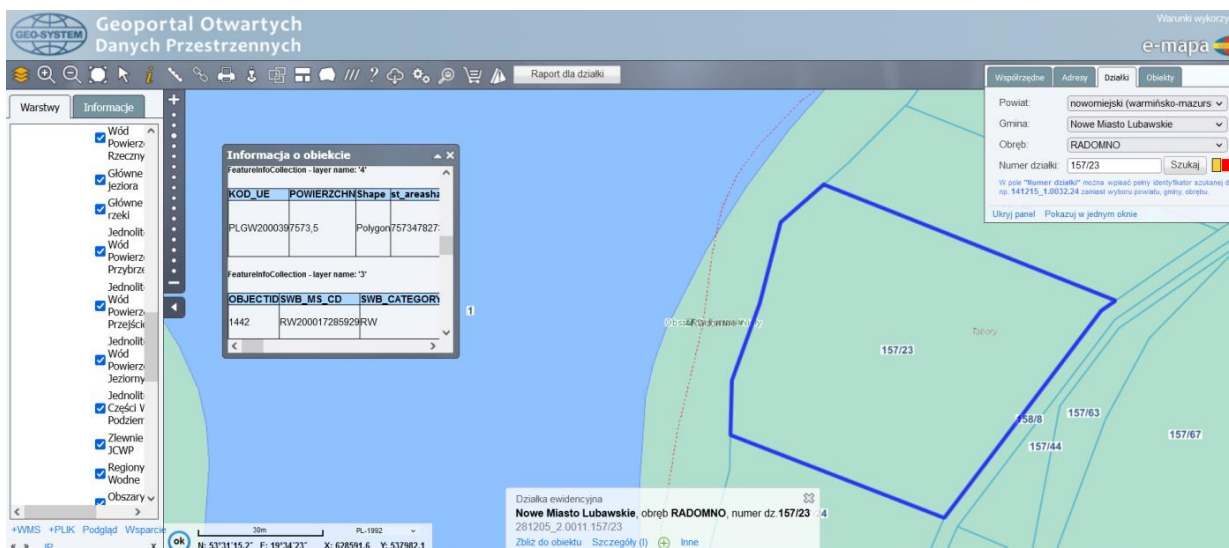 GEO-SYSTEM
Geoportal Otwartych
Danych Przestrzennych
Warunki wykorzy
e-mapa
Raport dla działki
Warstwy
Informacje
Wód
Powierz
Rzeczny
Główne
Jeziora
Główne
rzeki
Jednolit
Wód
Powierz
Przybrze
Jednolit
Wód
Powierz
Przejści
Jednolit
Wód
Powierz
Jeziorny
Jednolit
Części V
Podziem
Zlewnie
JCWP
Regiony
Wodne
Obszary
+WMS +PLIK Podgląd Wsparcie
« » IP x
Informacja o obiekcie
FeatureInfoCollection - layer name: '4'
KOD_UE POWIERZCHN Shape st_areasha
PLGW2000397573,5 Polygon757347827
FeatureInfoCollection - layer name: '3'
OBJECTID SWB_MS_CD SWB_CATEGORY
1442 RW200017285929 RW
Współrzędne Adresy Działki Obiekty
Powiat: nowomiejski (warmińsko-mazurs
Gmina: Nowe Miasto Lubawskie
Obręb: RADOMNO
Numer działki: 157/23 Szukaj
W pole "Numer działki" można wpisać pełny identyfikator szukanej d
np. 141215_1.0032.24 zamiast wyboru powiatu, gminy, obrębu.
Ukryj panel Pokazuj w jednym oknie
1
Tabory
157/23
158/8
157/63
157/44
157/67
Działka ewidencyjna
Nowe Miasto Lubawskie, obręb RADOMNO, numer dz.157/23
281205_2.0011.157/23
Zbliż do obiektu Szczegóły (I) Inne
30m PL-1992
ok N: 53°31'15.2" E: 19°34'23" X: 628591.6 Y: 537982.1